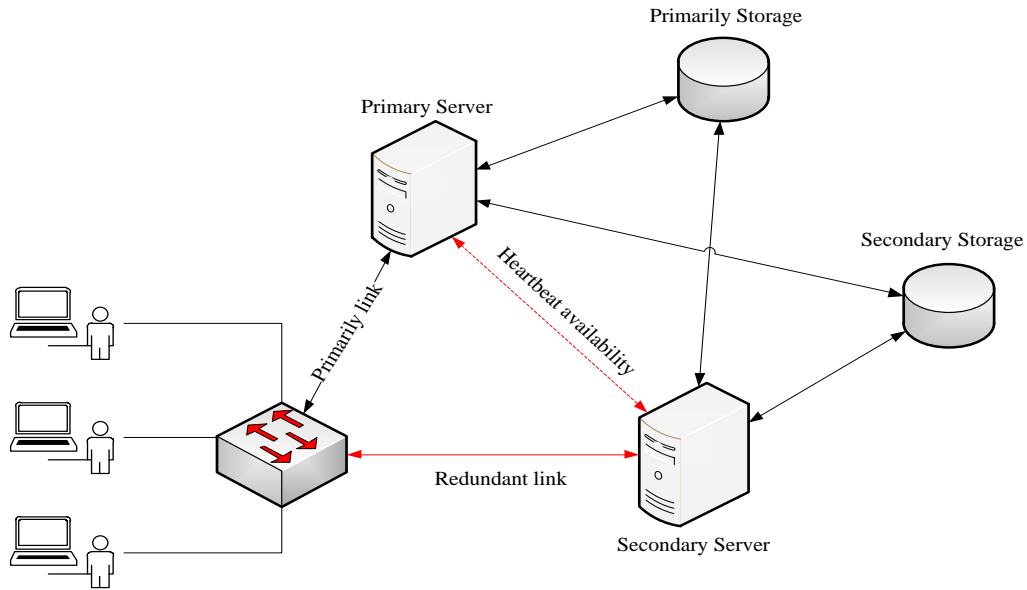 Primarily Storage
Primary Server
Secondary Storage
Heartbeat availability
Primarily link
Redundant link
Secondary Server